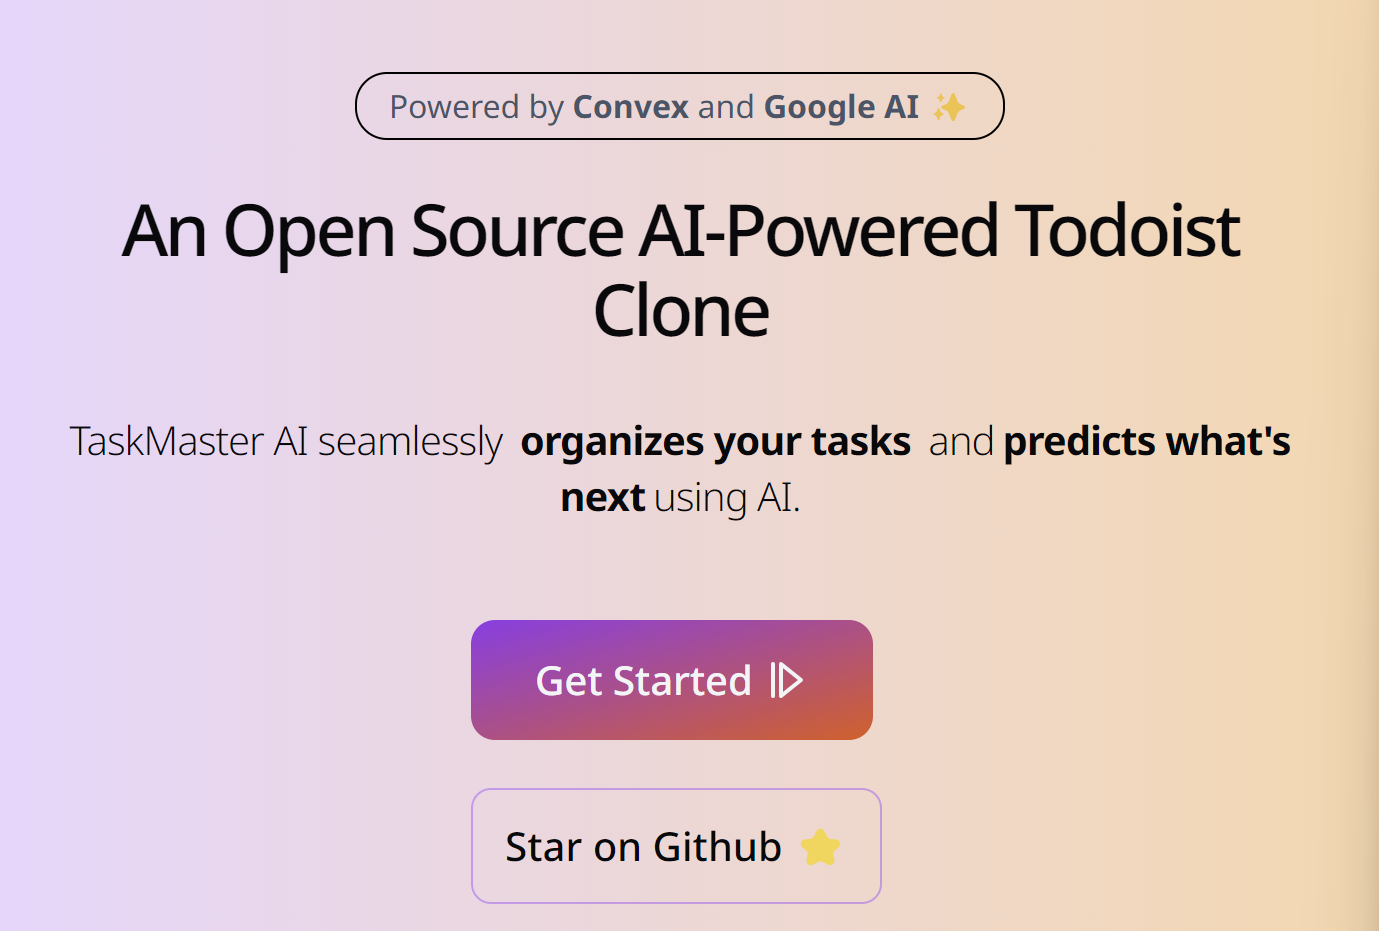 Powered by Convex and Google AI
An Open Source AI-Powered Todoist
Clone
TaskMaster AI seamlessly organizes your tasks and predicts what's
next using AI.
Get Started
Star on Github